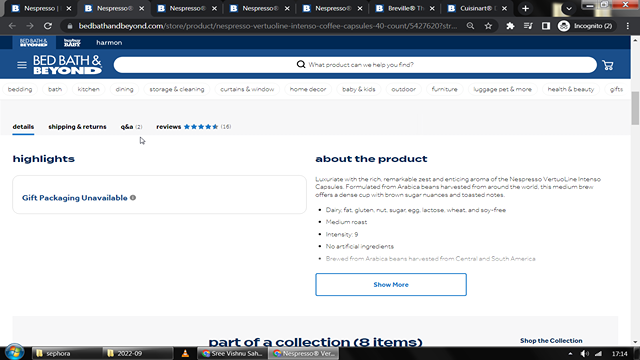 Nespresso
Nespresso®
Nespresso®
Nespresso®
Nespresso®
Breville® Th
Cuisinart® D
bedbathandbeyond.com/store/product/nespresso-vertuoline-intenso-coffee-capsules-40-count/5427620?str...
Incognito (2)
BED BATH & BEYOND
buybuy BABY
harmon
BED BATH & BEYOND
What product can we help you find?
bedding bath kitchen dining storage & cleaning curtains & window home decor baby & kids outdoor furniture luggage pet & more health & beauty gifts
details shipping & returns q&a (2) reviews (16)
highlights
Gift Packaging Unavailable
about the product
Luxuriate with the rich, remarkable zest and enticing aroma of the Nespresso VertuoLine Intenso
Capsules. Formulated from Arabica beans harvested from around the world, this medium brew
offers a dense cup with brown sugar nuances and toasted notes.
• Dairy, fat, gluten, nut, sugar, egg, lactose, wheat, and soy-free
• Medium roast
• Intensity: 9
• No artificial ingredients
• Brewed from Arabica beans harvested from Central and South America
Show More
part of a collection (8 items)
Shop the Collection
sephora
2022-09
Sree Vishnu Sah...
Nespresso® Ver...
17:14